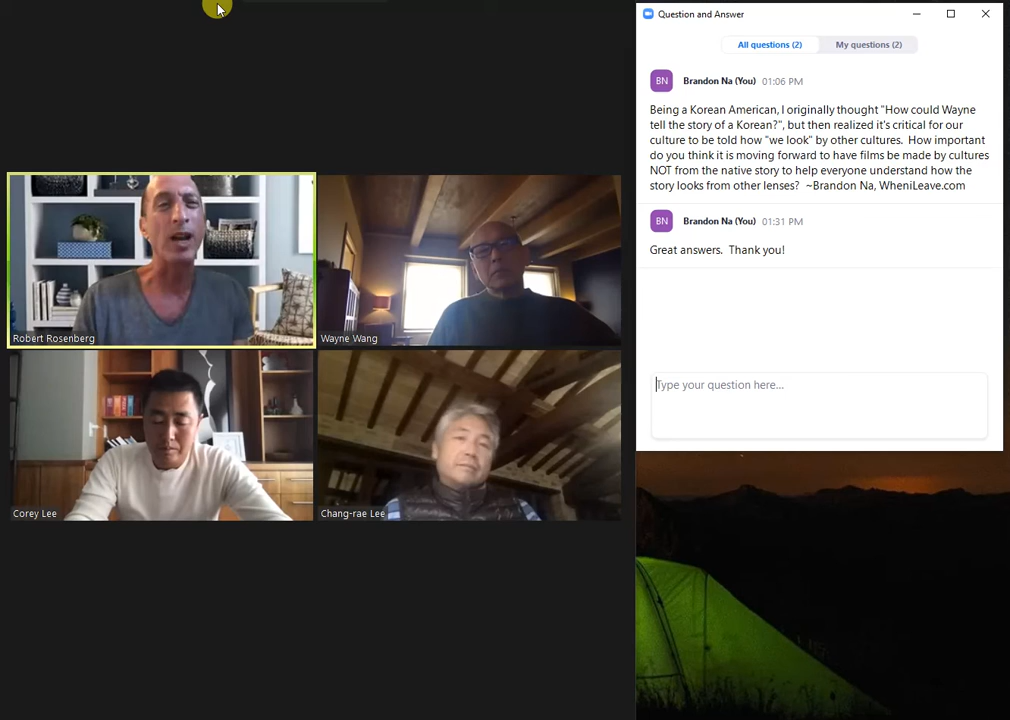 Question and Answer
All questions (2)
My questions (2)
BN
Brandon Na (You) 01:06 PM
Being a Korean American, I originally thought "How could Wayne
tell the story of a Korean?", but then realized it's critical for our
culture to be told how "we look" by other cultures.  How important
do you think it is moving forward to have films be made by cultures
NOT from the native story to help everyone understand how the
story looks from other lenses?  ~Brandon Na, WheniLeave.com
BN
Brandon Na (You) 01:31 PM
Great answers.  Thank you!
Type your question here...
Robert Rosenberg
Wayne Wang
Corey Lee
Chang-rae Lee